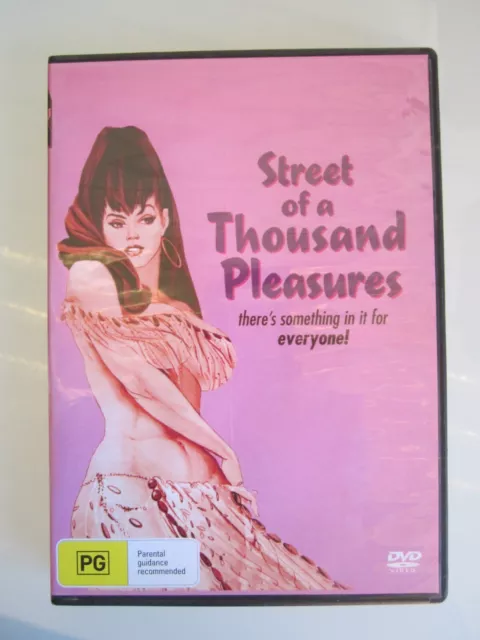 Street
of a
Thousand
Pleasures
there's something in it for
everyone!
PG
Parental
guidance
recommended
DVD
VIDEO